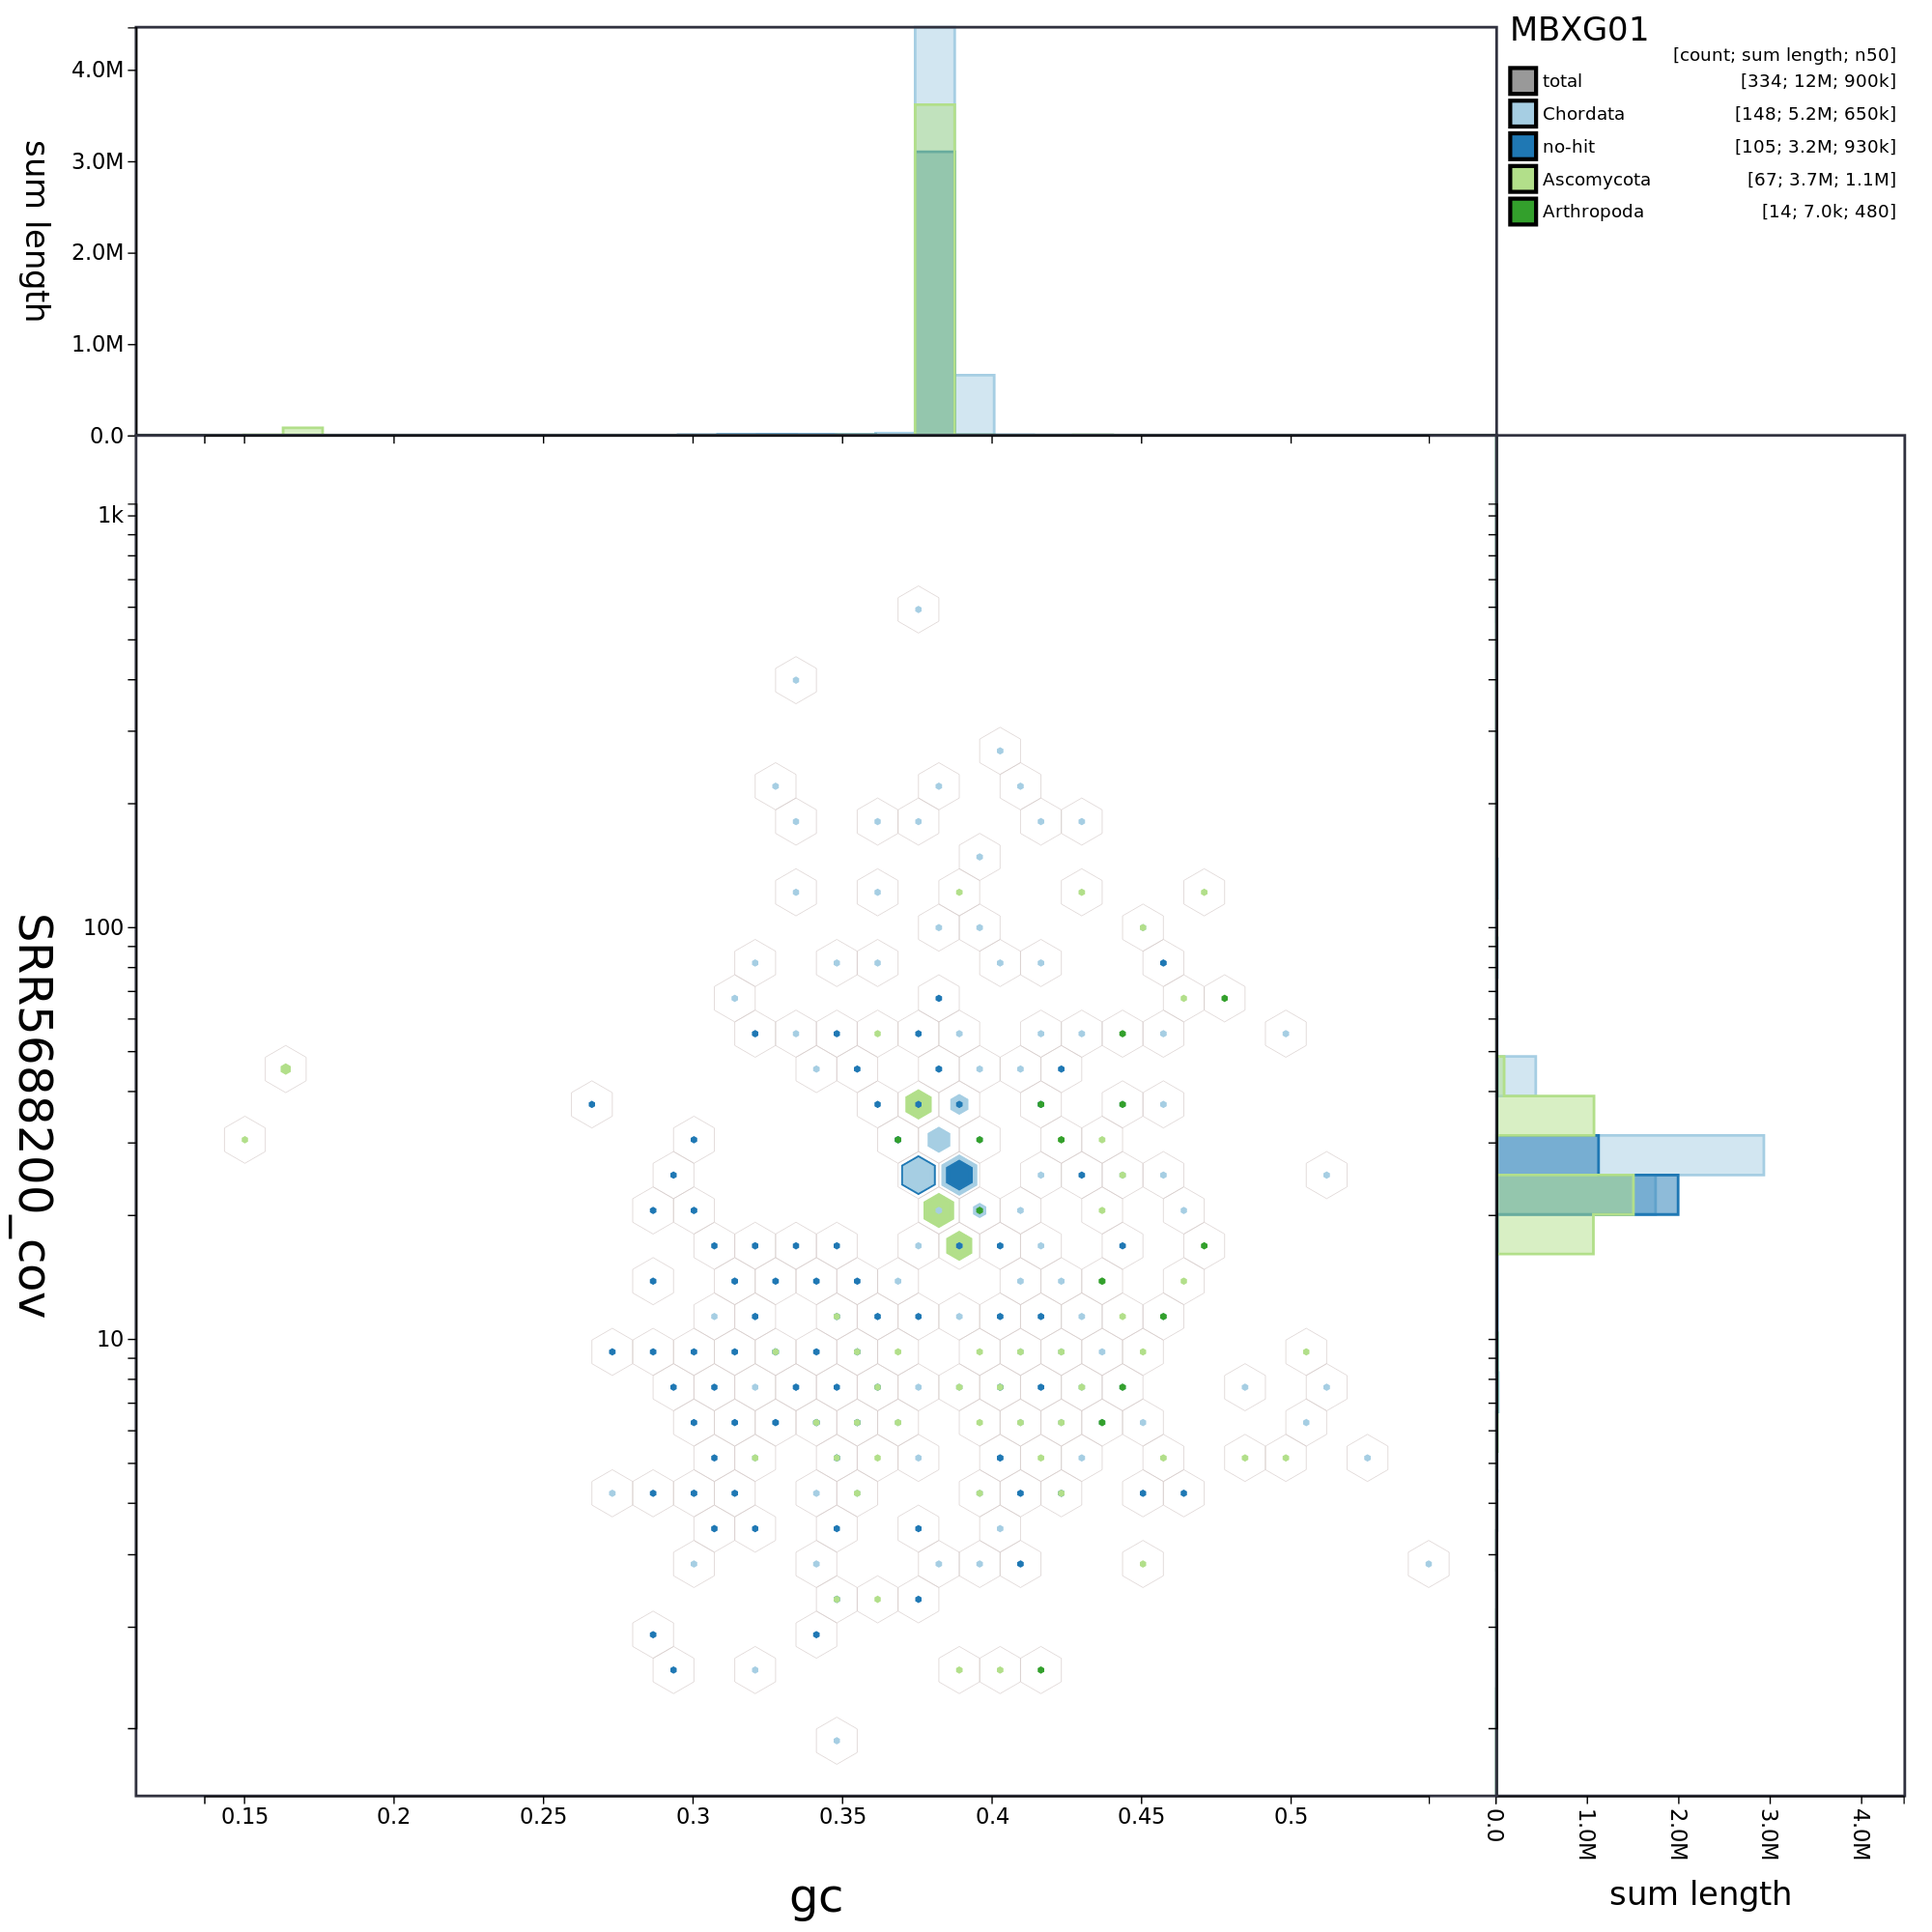 MBXG01
[count; sum length; n50]
total [334; 12M; 900k]
Chordata [148; 5.2M; 650k]
no-hit [105; 3.2M; 930k]
Ascomycota [67; 3.7M; 1.1M]
Arthropoda [14; 7.0k; 480]
sum length
4.0M
3.0M
2.0M
1.0M
0.0
SRR5688200_cov
1k
100
10
0.15 0.2 0.25 0.3 0.35 0.4 0.45 0.5
gc
0.0 1.0M 2.0M 3.0M 4.0M
sum length